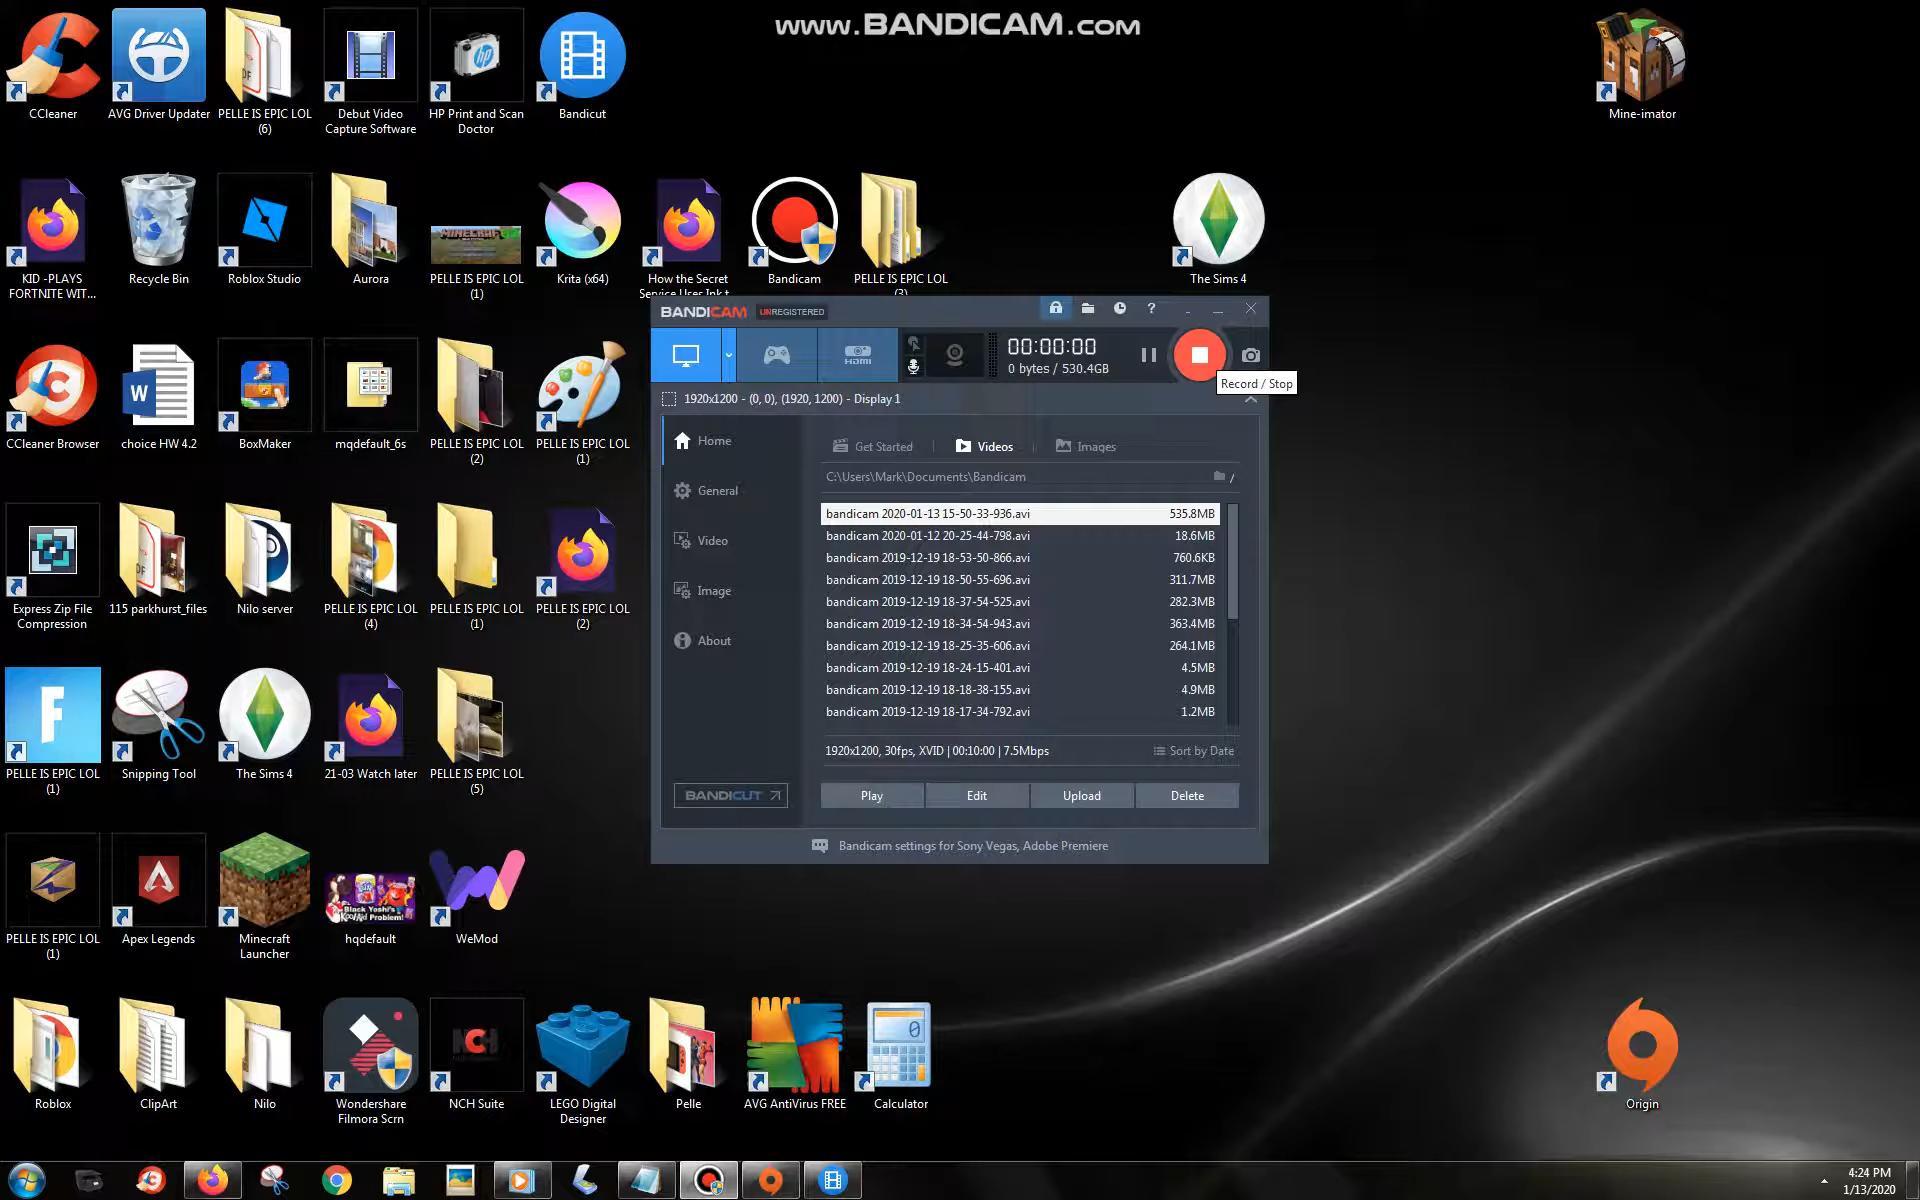 www.BANDICAM.com
CCleaner
AVG Driver Updater
PELLE IS EPIC LOL
(6)
Debut Video
Capture Software
HP Print and Scan
Doctor
Bandicut
Mine-imator
KID -PLAYS
FORTNITE WIT...
Recycle Bin
Roblox Studio
Aurora
PELLE IS EPIC LOL
(1)
Krita (x64)
How the Secret
Service Uses Ink t...
Bandicam
PELLE IS EPIC LOL
(3)
The Sims 4
BANDICAM UNREGISTERED
HDMI
00:00:00
0 bytes / 530.4GB
Record / Stop
1920x1200 - (0, 0), (1920, 1200) - Display 1
Home
General
Video
Image
About
BANDICUT
Get Started
Videos
Images
C:\Users\Mark\Documents\Bandicam
bandicam 2020-01-13 15-50-33-936.avi 535.8MB
bandicam 2020-01-12 20-25-44-798.avi 18.6MB
bandicam 2019-12-19 18-53-50-866.avi 760.6KB
bandicam 2019-12-19 18-50-55-696.avi 311.7MB
bandicam 2019-12-19 18-37-54-525.avi 282.3MB
bandicam 2019-12-19 18-34-54-943.avi 363.4MB
bandicam 2019-12-19 18-25-35-606.avi 264.1MB
bandicam 2019-12-19 18-24-15-401.avi 4.5MB
bandicam 2019-12-19 18-18-38-155.avi 4.9MB
bandicam 2019-12-19 18-17-34-792.avi 1.2MB
1920x1200, 30fps, XVID | 00:10:00 | 7.5Mbps
Sort by Date
Play
Edit
Upload
Delete
Bandicam settings for Sony Vegas, Adobe Premiere
CCleaner Browser
choice HW 4.2
BoxMaker
mqdefault_6s
PELLE IS EPIC LOL
(2)
PELLE IS EPIC LOL
(1)
Express Zip File
Compression
115 parkhurst_files
Nilo server
PELLE IS EPIC LOL
(4)
PELLE IS EPIC LOL
(1)
PELLE IS EPIC LOL
(2)
PELLE IS EPIC LOL
(1)
Snipping Tool
The Sims 4
21-03 Watch later
PELLE IS EPIC LOL
(5)
PELLE IS EPIC LOL
(1)
Apex Legends
Minecraft
Launcher
Black Yoshi's
KoolAid Problem!
hqdefault
WeMod
Roblox
ClipArt
Nilo
Wondershare
Filmora Scrn
NCH
NCH Suite
LEGO Digital
Designer
Pelle
AVG AntiVirus FREE
Calculator
Origin
4:24 PM
1/13/2020